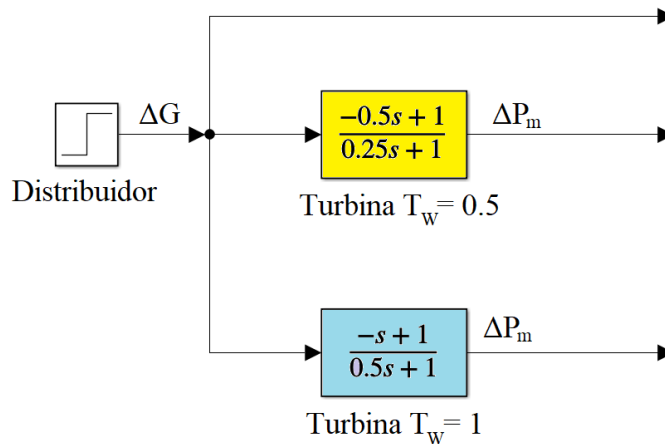 ΔG
Distribuidor
-0.5s + 1
0.25s + 1
ΔPm
Turbina Tw= 0.5
-s + 1
0.5s + 1
ΔPm
Turbina Tw= 1